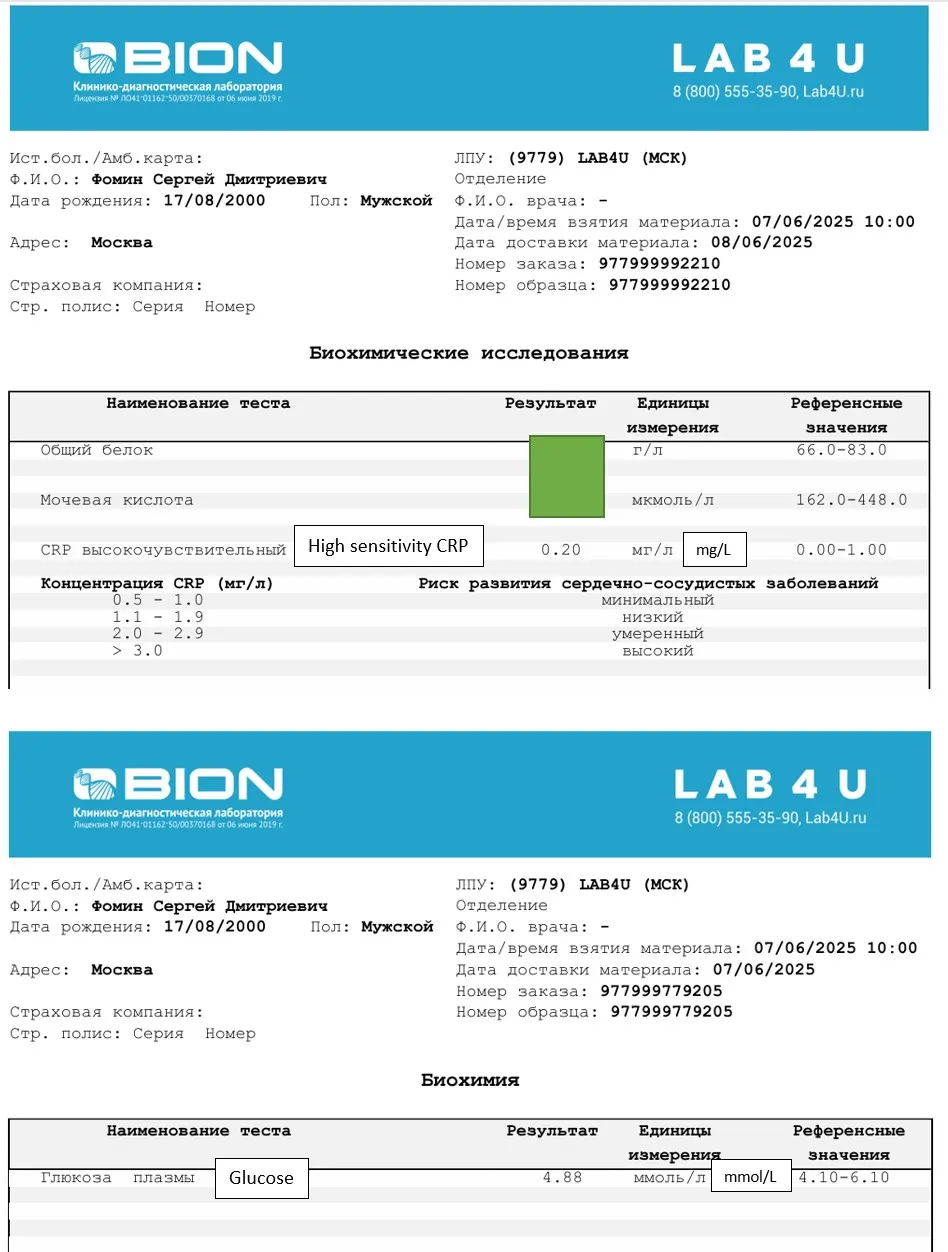 BION
Клинико-диагностическая лаборатория
Лицензия № ЛО41-01162-50/00370168 от 06 июня 2019 г.
LAB 4 U
8 (800) 555-35-90, Lab4U.ru
Ист.бол./Амб.карта:
Ф.И.О.: Фомин Сергей Дмитриевич
Дата рождения: 17/08/2000 Пол: Мужской
Адрес: Москва
Страховая компания:
Стр. полис: Серия Номер
ЛПУ: (9779) LAB4U (МСК)
Отделение
Ф.И.О. врача: -
Дата/время взятия материала: 07/06/2025 10:00
Дата доставки материала: 08/06/2025
Номер заказа: 977999992210
Номер образца: 977999992210
Биохимические исследования
Наименование теста Результат Единицы измерения Референсные значения
Общий белок г/л 66.0-83.0
Мочевая кислота мкмоль/л 162.0-448.0
CRP высокочувствительный High sensitivity CRP 0.20 мг/л mg/L 0.00-1.00
Концентрация CRP (мг/л) Риск развития сердечно-сосудистых заболеваний
0.5 - 1.0 минимальный
1.1 - 1.9 низкий
2.0 - 2.9 умеренный
> 3.0 высокий
BION
Клинико-диагностическая лаборатория
Лицензия № ЛО41-01162-50/00370168 от 06 июня 2019 г.
LAB 4 U
8 (800) 555-35-90, Lab4U.ru
Ист.бол./Амб.карта:
Ф.И.О.: Фомин Сергей Дмитриевич
Дата рождения: 17/08/2000 Пол: Мужской
Адрес: Москва
Страховая компания:
Стр. полис: Серия Номер
ЛПУ: (9779) LAB4U (МСК)
Отделение
Ф.И.О. врача: -
Дата/время взятия материала: 07/06/2025 10:00
Дата доставки материала: 07/06/2025
Номер заказа: 977999779205
Номер образца: 977999779205
Биохимия
Наименование теста Результат Единицы измерения Референсные значения
Глюкоза плазмы Glucose 4.88 ммоль/л mmol/L 4.10-6.10